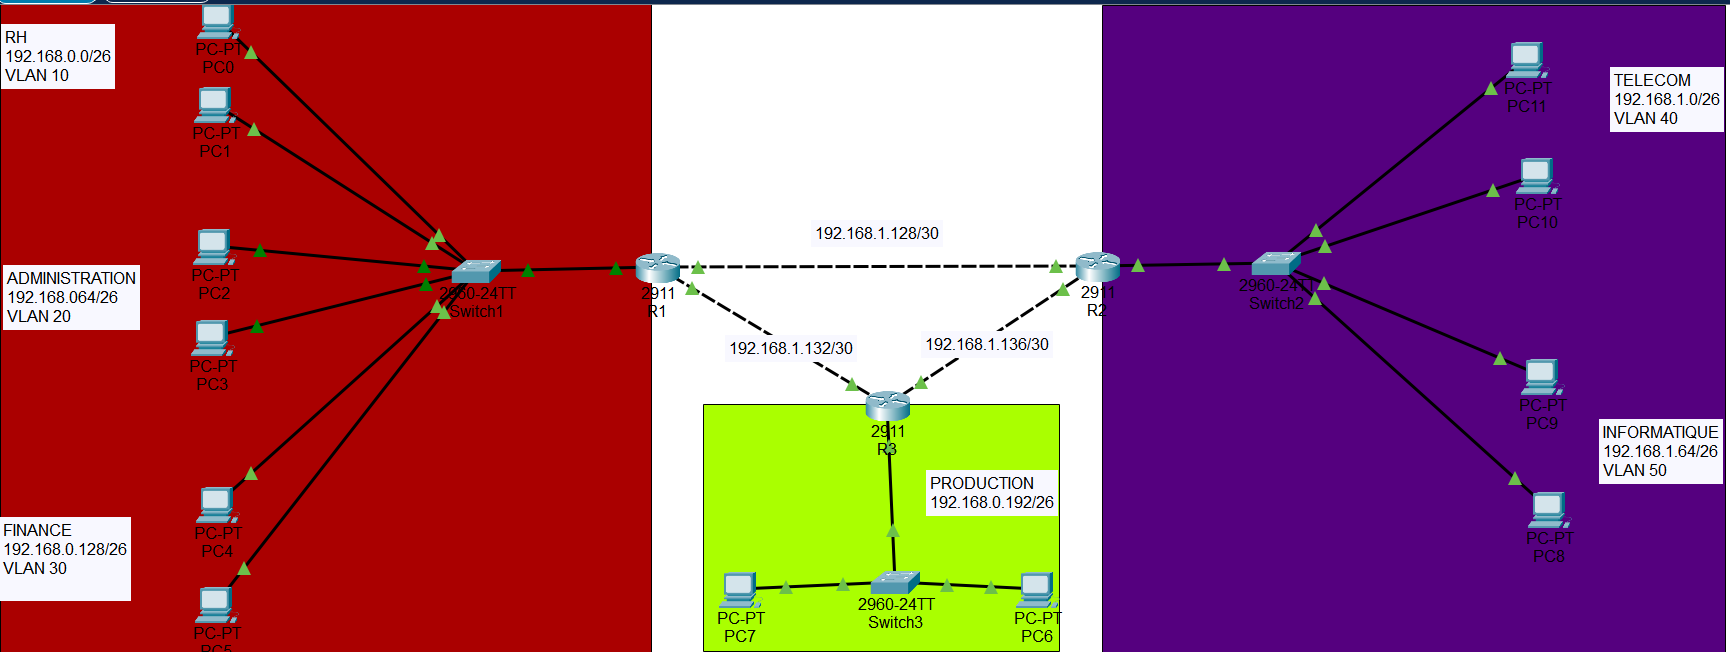 RH
192.168.0.0/26
VLAN 10
PC-PT
PC0
PC-PT
PC1
PC-PT
PC2
ADMINISTRATION
192.168.064/26
VLAN 20
PC-PT
PC3
FINANCE
192.168.0.128/26
VLAN 30
PC-PT
PC4
PC-PT
PC5
2960-24TT
Switch1
2911
R1
192.168.1.128/30
192.168.1.132/30
192.168.1.136/30
2911
R2
2911
R3
PRODUCTION
192.168.0.192/26
2960-24TT
Switch3
PC-PT
PC7
PC-PT
PC6
2960-24TT
Switch2
PC-PT
PC11
TELECOM
192.168.1.0/26
VLAN 40
PC-PT
PC10
PC-PT
PC9
INFORMATIQUE
192.168.1.64/26
VLAN 50
PC-PT
PC8